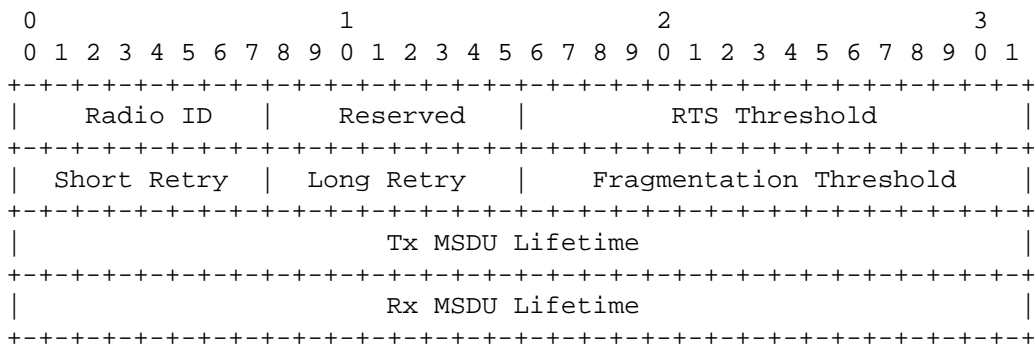 0                   1                   2                   3
 0 1 2 3 4 5 6 7 8 9 0 1 2 3 4 5 6 7 8 9 0 1 2 3 4 5 6 7 8 9 0 1
+-+-+-+-+-+-+-+-+-+-+-+-+-+-+-+-+-+-+-+-+-+-+-+-+-+-+-+-+-+-+-+-+
|    Radio ID   |    Reserved   |         RTS Threshold         |
+-+-+-+-+-+-+-+-+-+-+-+-+-+-+-+-+-+-+-+-+-+-+-+-+-+-+-+-+-+-+-+-+
|  Short Retry  |  Long Retry   |    Fragmentation Threshold    |
+-+-+-+-+-+-+-+-+-+-+-+-+-+-+-+-+-+-+-+-+-+-+-+-+-+-+-+-+-+-+-+-+
|                       Tx MSDU Lifetime                        |
+-+-+-+-+-+-+-+-+-+-+-+-+-+-+-+-+-+-+-+-+-+-+-+-+-+-+-+-+-+-+-+-+
|                       Rx MSDU Lifetime                        |
+-+-+-+-+-+-+-+-+-+-+-+-+-+-+-+-+-+-+-+-+-+-+-+-+-+-+-+-+-+-+-+-+